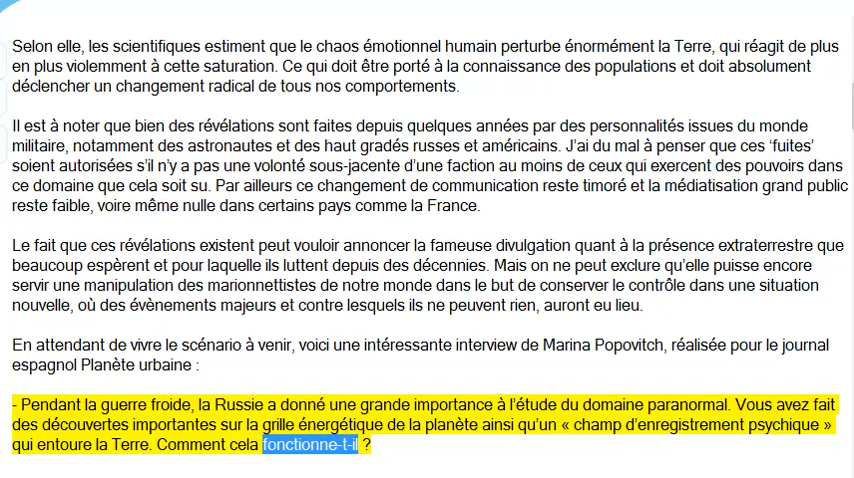 Selon elle, les scientifiques estiment que le chaos émotionnel humain perturbe énormément la Terre, qui réagit de plus
en plus violemment à cette saturation. Ce qui doit être porté à la connaissance des populations et doit absolument
déclencher un changement radical de tous nos comportements.
Il est à noter que bien des révélations sont faites depuis quelques années par des personnalités issues du monde
militaire, notamment des astronautes et des haut gradés russes et américains. J'ai du mal à penser que ces 'fuites'
soient autorisées s'il n'y a pas une volonté sous-jacente d'une faction au moins de ceux qui exercent des pouvoirs dans
ce domaine que cela soit su. Par ailleurs ce changement de communication reste timoré et la médiatisation grand public
reste faible, voire même nulle dans certains pays comme la France.
Le fait que ces révélations existent peut vouloir annoncer la fameuse divulgation quant à la présence extraterrestre que
beaucoup espèrent et pour laquelle ils luttent depuis des décennies. Mais on ne peut exclure qu'elle puisse encore
servir une manipulation des marionnettistes de notre monde dans le but de conserver le contrôle dans une situation
nouvelle, où des évènements majeurs et contre lesquels ils ne peuvent rien, auront eu lieu.
En attendant de vivre le scénario à venir, voici une intéressante interview de Marina Popovitch, réalisée pour le journal
espagnol Planète urbaine :
- Pendant la guerre froide, la Russie a donné une grande importance à l'étude du domaine paranormal. Vous avez fait
des découvertes importantes sur la grille énergétique de la planète ainsi qu'un « champ d'enregistrement psychique »
qui entoure la Terre. Comment cela fonctionne-t-il ?